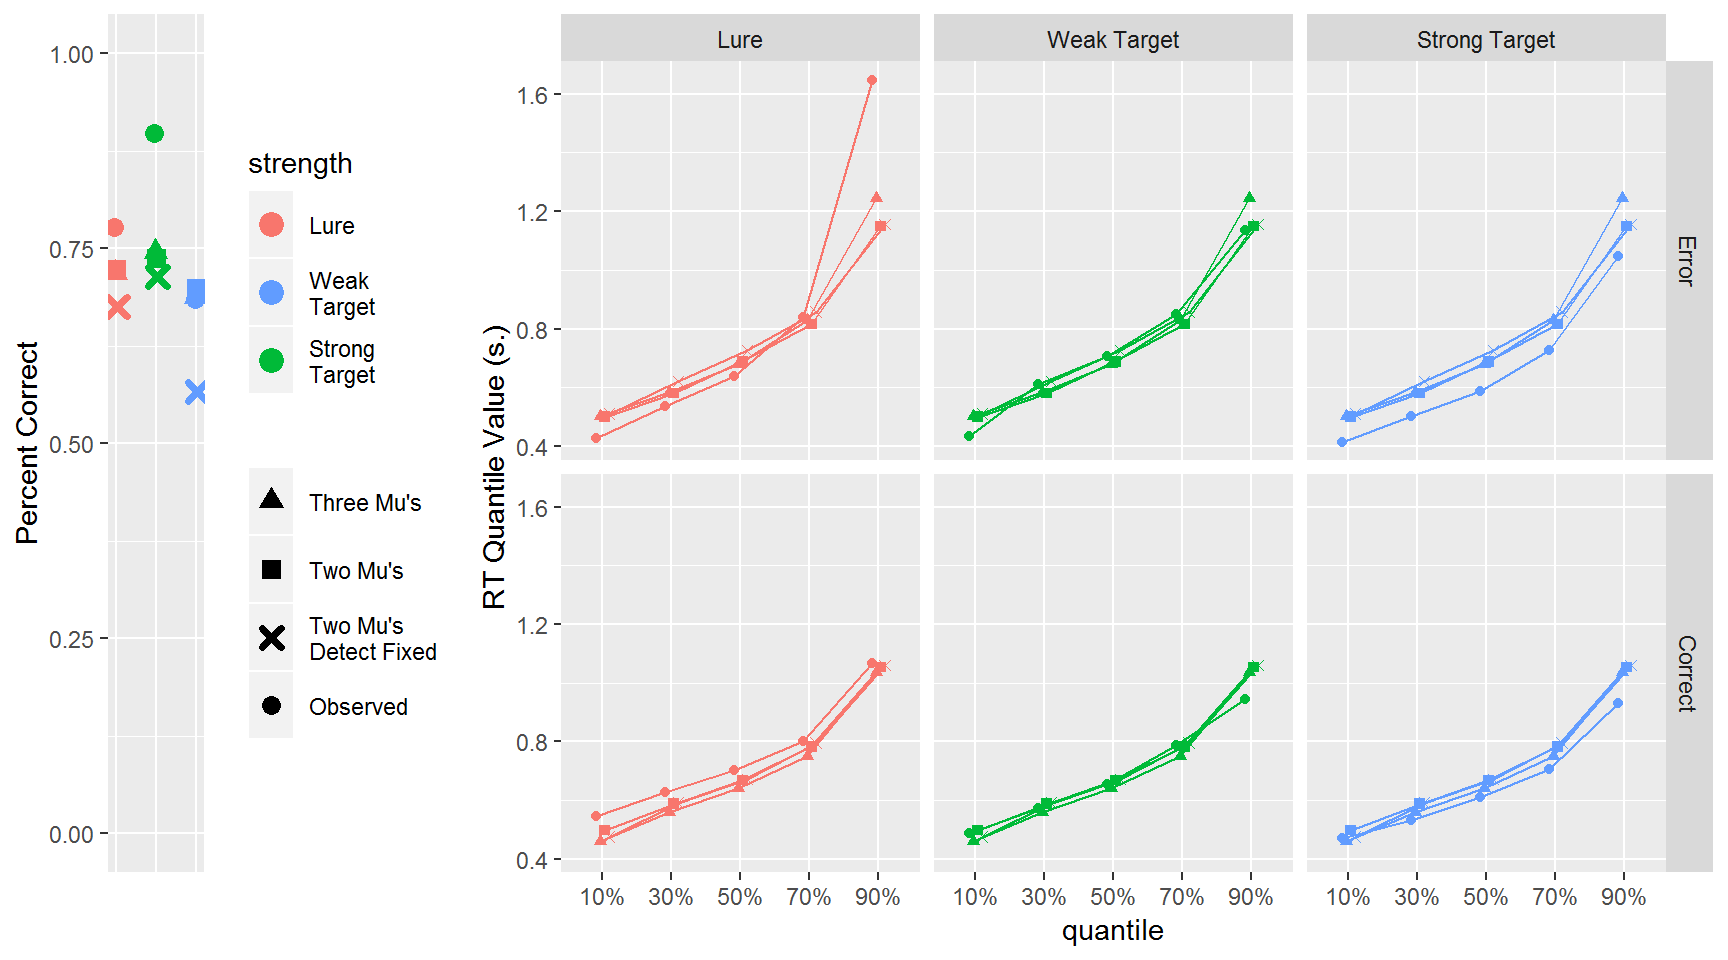 Percent Correct
1.00
0.75
0.50
0.25
0.00
strength
Lure
Weak
Target
Strong
Target
Three Mu's
Two Mu's
Two Mu's
Detect Fixed
Observed
RT Quantile Value (s.)
Lure
Weak Target
Strong Target
1.6
1.2
0.8
0.4
Error
1.6
1.2
0.8
0.4
Correct
10% 30% 50% 70% 90%
10% 30% 50% 70% 90%
10% 30% 50% 70% 90%
quantile